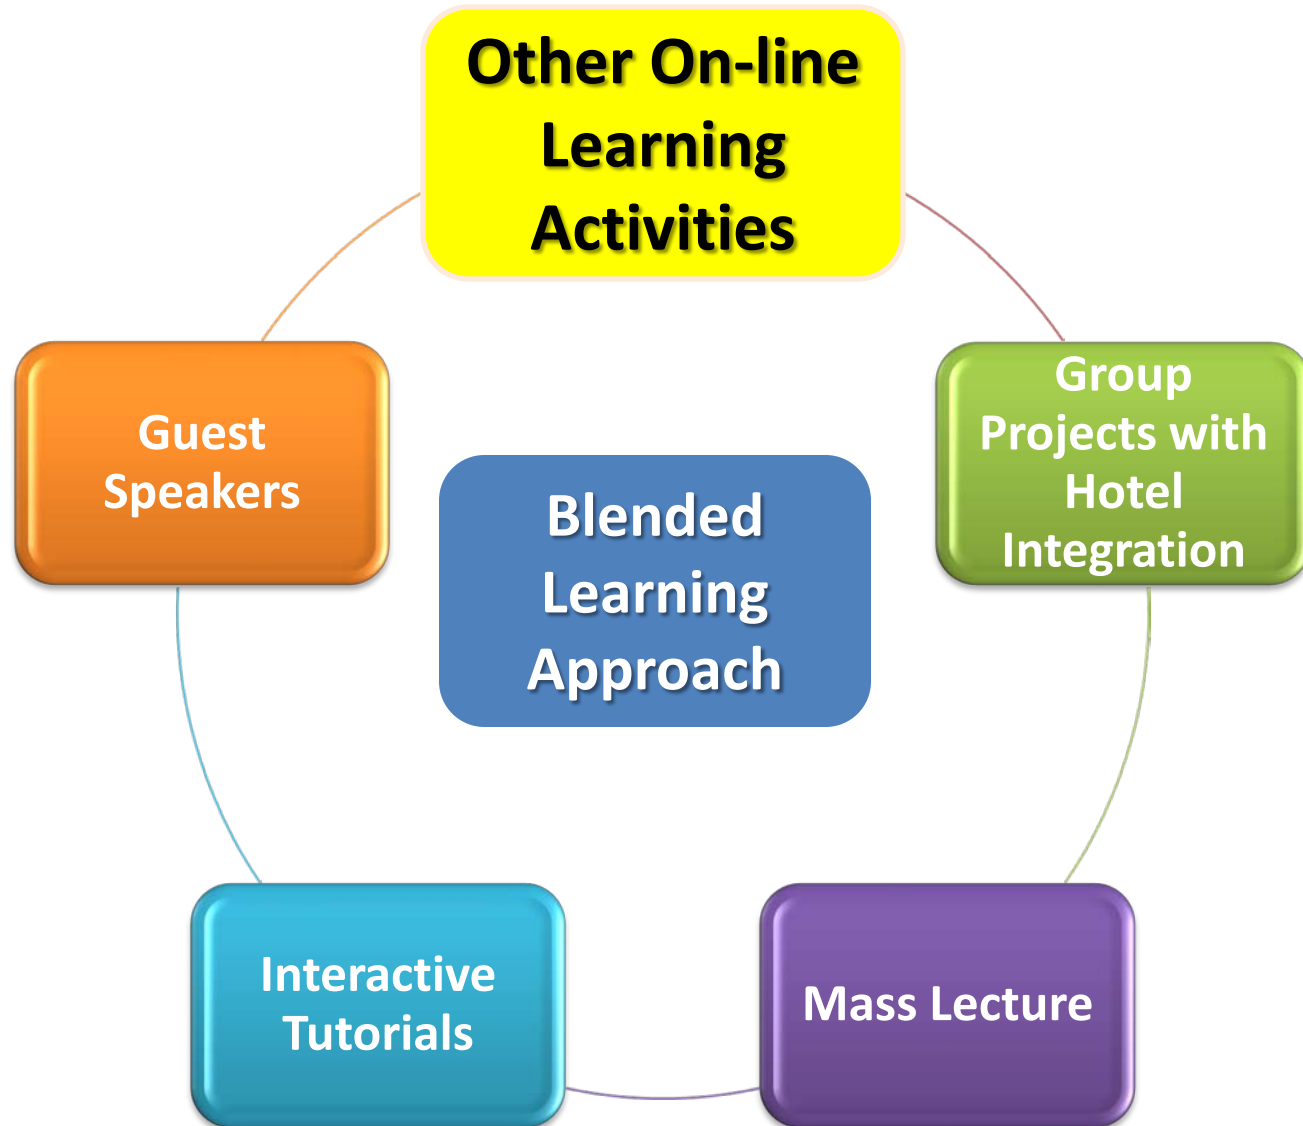 Other On-line
Learning
Activities
Guest
Speakers
Group
Projects with
Hotel
Integration
Blended
Learning
Approach
Interactive
Tutorials
Mass Lecture